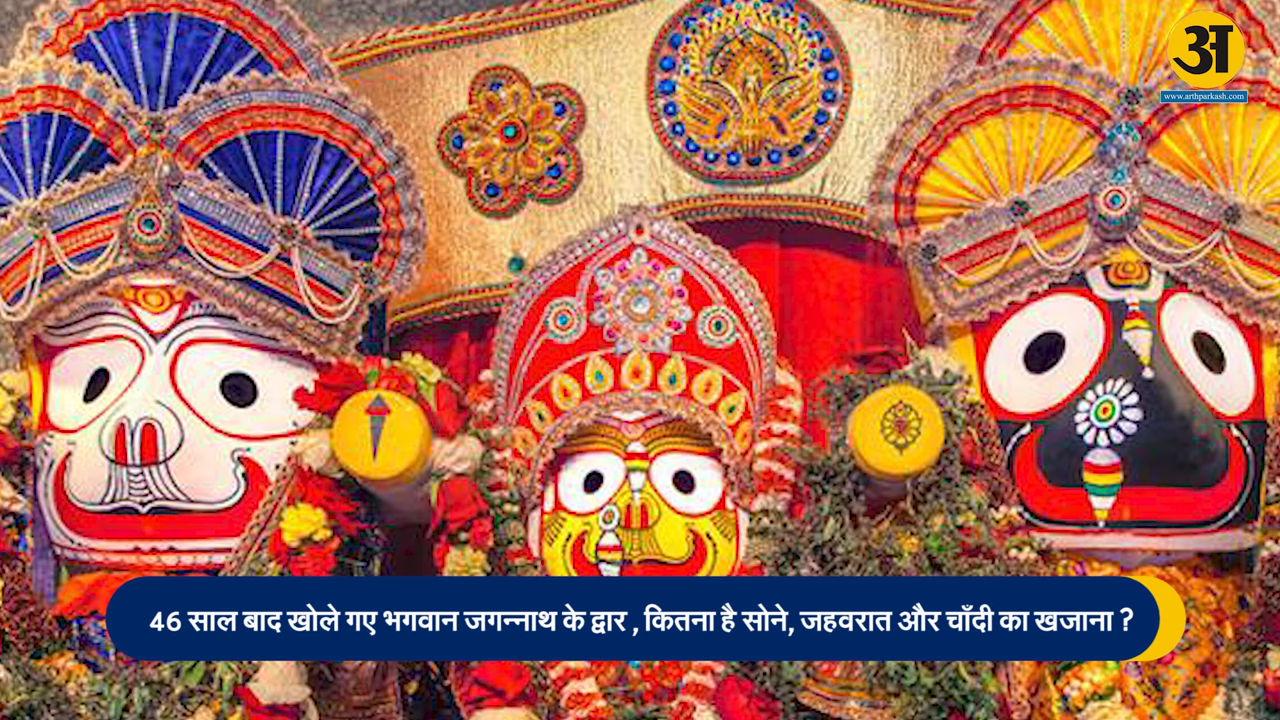 अ
www.arthparkash.com
46 साल बाद खोले गए भगवान जगन्नाथ के द्वार , कितना है सोने, जहवरात और चाँदी का खजाना ?